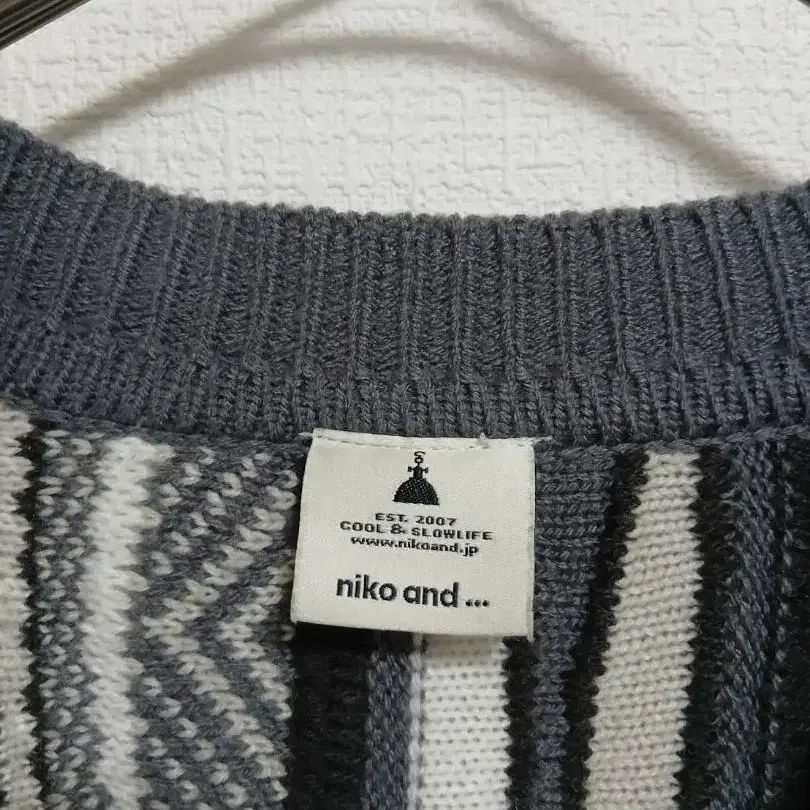 EST. 2007
COOL & SLOWLIFE
www.nikoand.jp
niko and ...